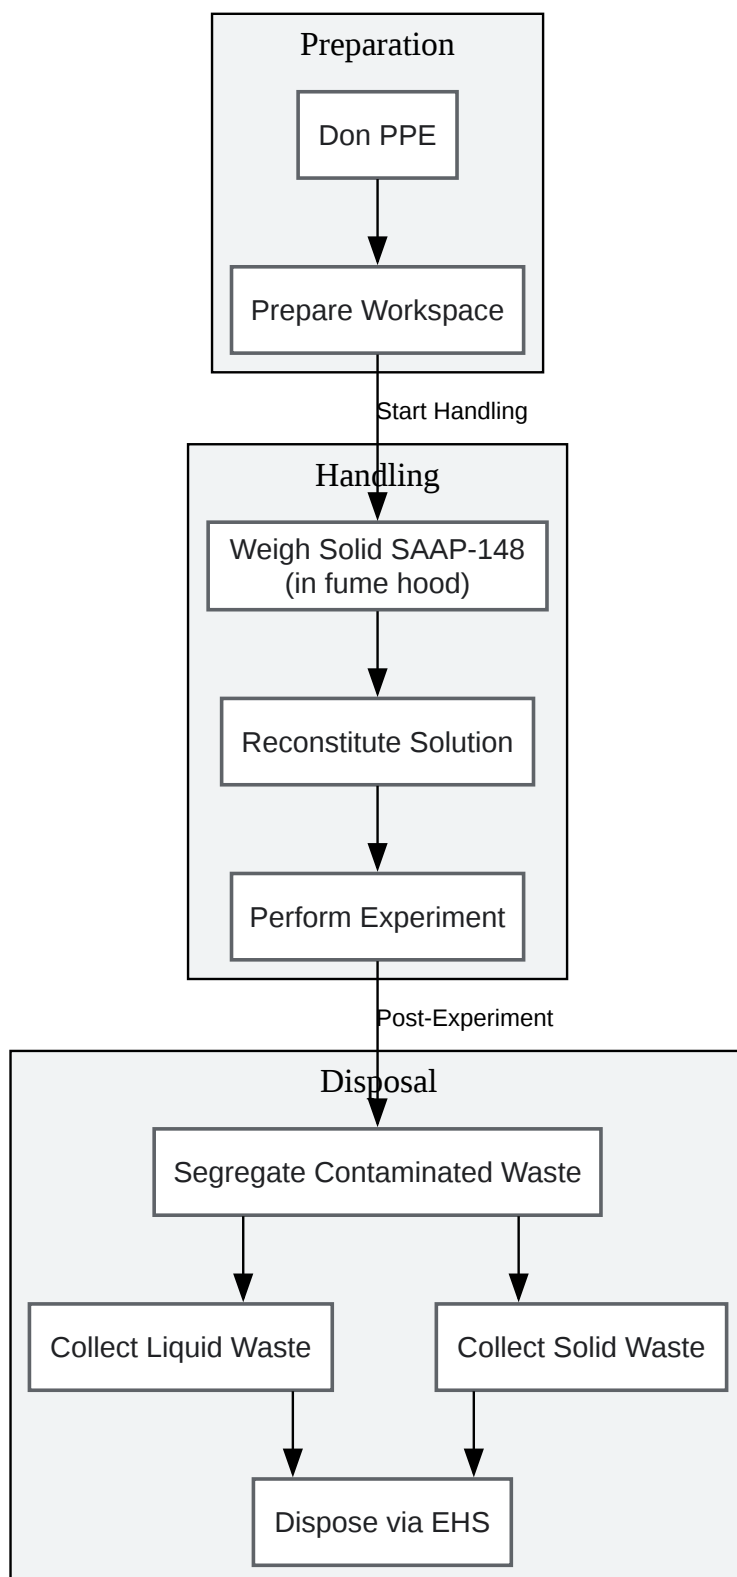 Preparation
Don PPE
Prepare Workspace
Start Handling
Handling
Weigh Solid SAAP-148
(in fume hood)
Reconstitute Solution
Perform Experiment
Post-Experiment
Disposal
Segregate Contaminated Waste
Collect Liquid Waste
Collect Solid Waste
Dispose via EHS